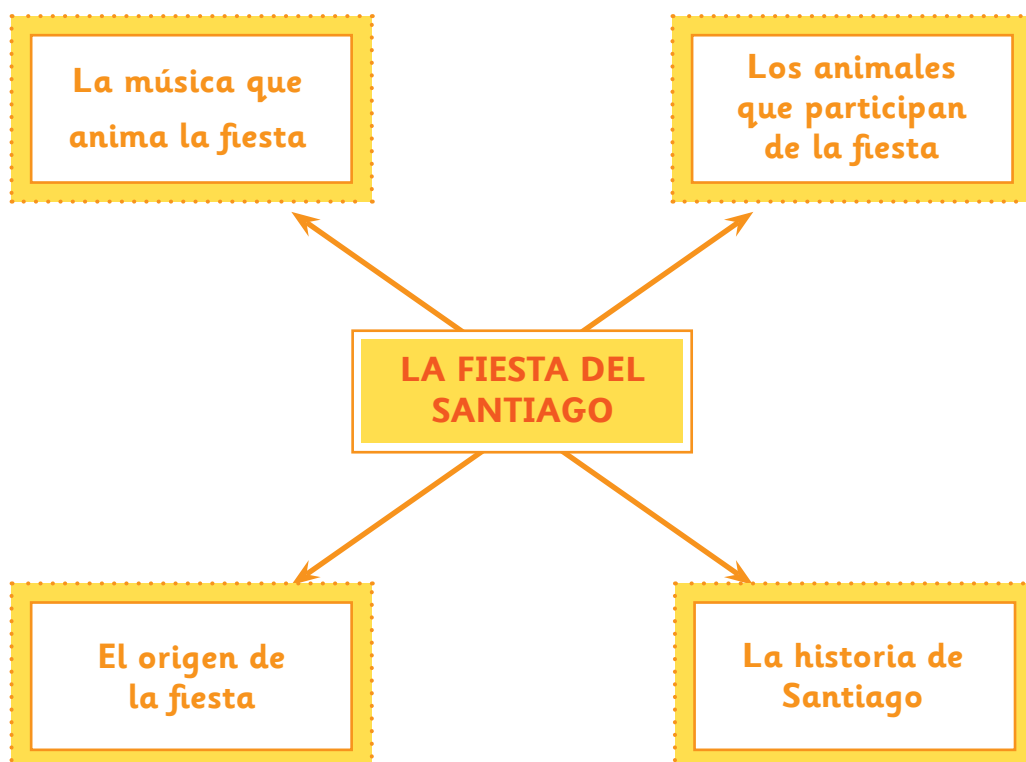 La música que
anima la fiesta
Los animales
que participan
de la fiesta
LA FIESTA DEL
SANTIAGO
El origen de
la fiesta
La historia de
Santiago